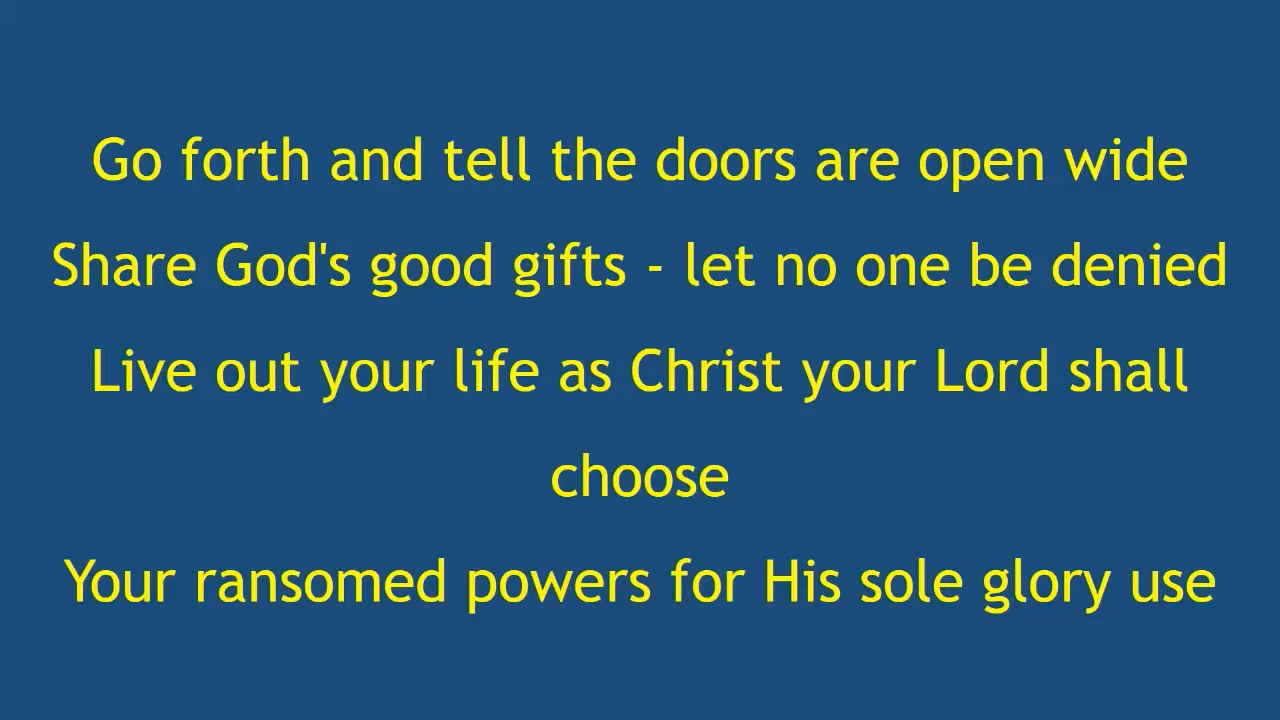 Go forth and tell the doors are open wide
Share God's good gifts - let no one be denied
Live out your life as Christ your Lord shall
choose
Your ransomed powers for His sole glory use